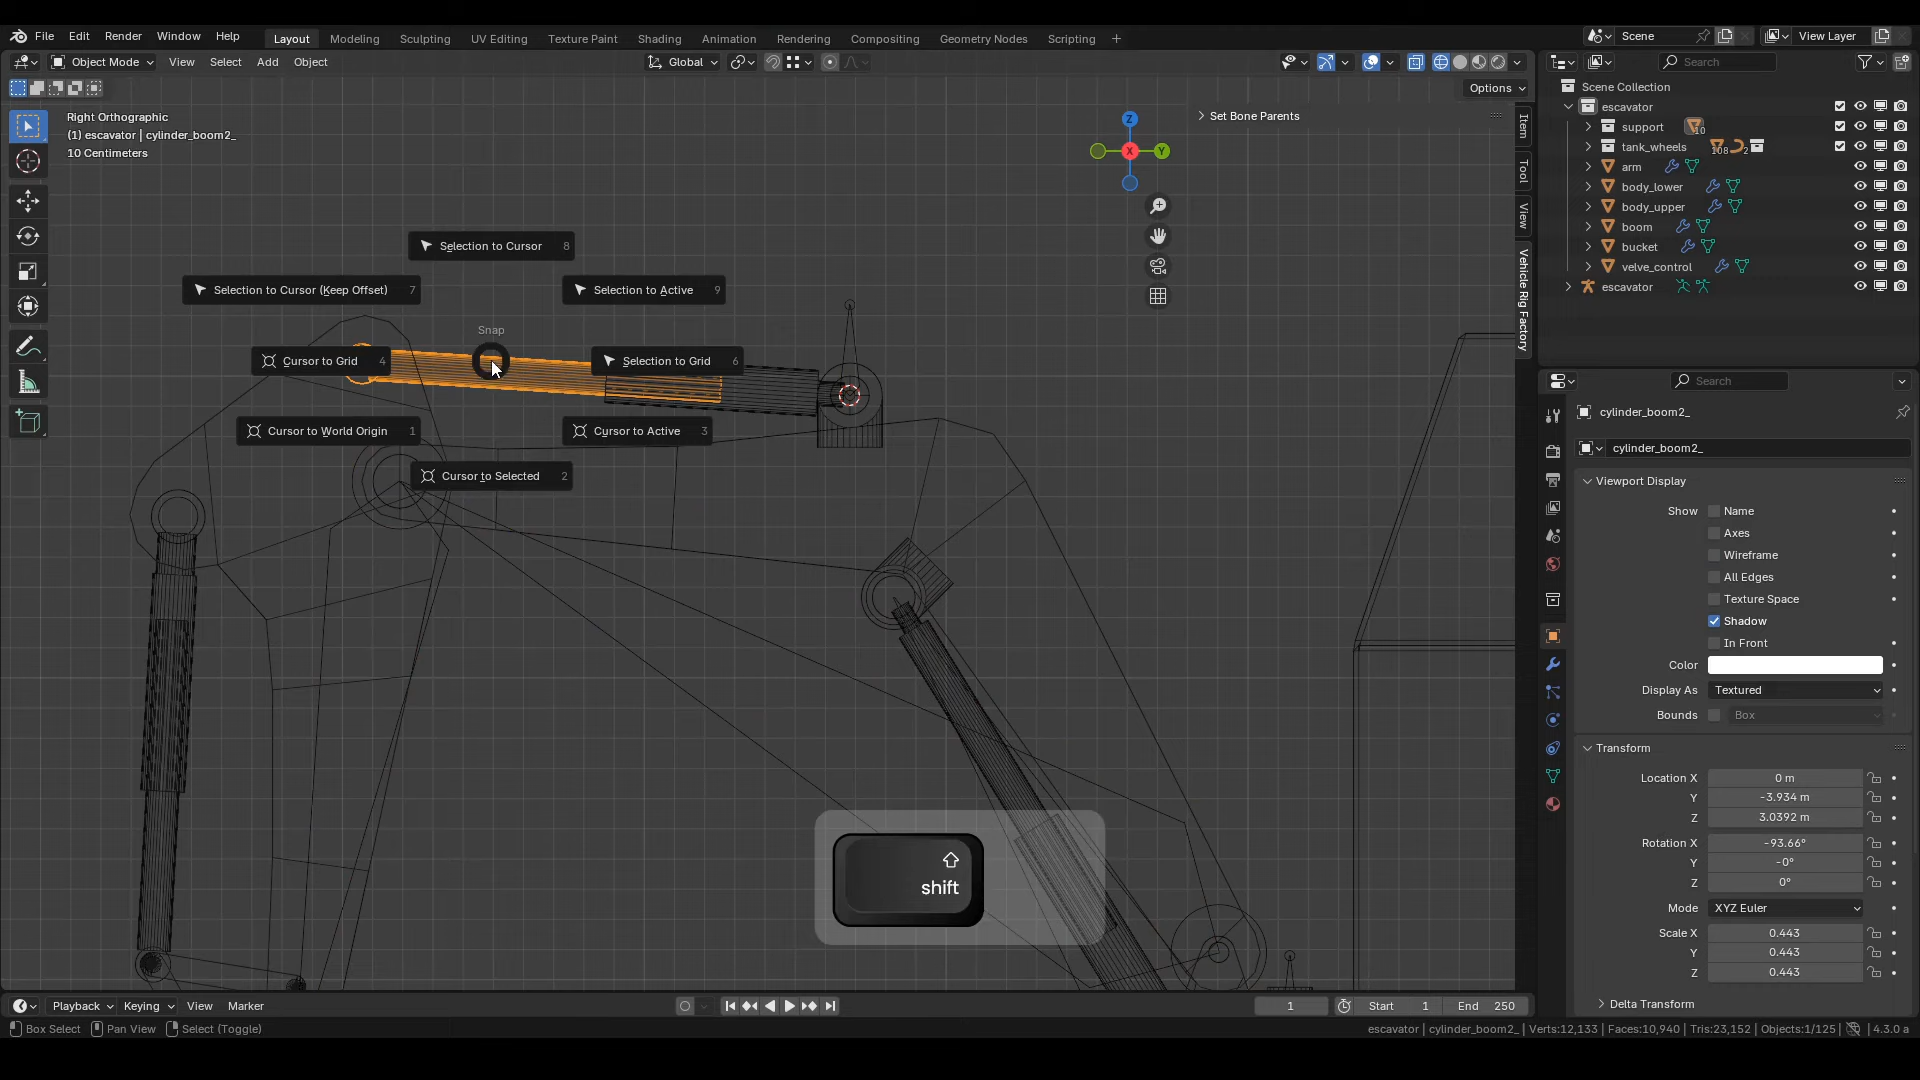 File Edit Render Window Help
Layout Modeling Sculpting UV Editing Texture Paint Shading Animation Rendering Compositing Geometry Nodes Scripting +
Scene
View Layer
Object Mode View Select Add Object
Global
Search
Options
Right Orthographic
(1) escavator | cylinder_boom2_
10 Centimeters
Set Bone Parents
Z
X
Y
Item
Tool
View
Vehicle Rig Factory
Selection to Cursor 8
Selection to Cursor (Keep Offset) 7
Selection to Active 9
Snap
Cursor to Grid 4
Selection to Grid 6
Cursor to World Origin 1
Cursor to Active 3
Cursor to Selected 2
shift
Scene Collection
escavator
support 10
tank_wheels 108 2
arm
body_lower
body_upper
boom
bucket
velve_control
escavator
Search
cylinder_boom2_
cylinder_boom2_
Viewport Display
Show Name
Axes
Wireframe
All Edges
Texture Space
Shadow
In Front
Color
Display As Textured
Bounds Box
Transform
Location X 0 m
Y -3.934 m
Z 3.0392 m
Rotation X -93.66°
Y -0°
Z 0°
Mode XYZ Euler
Scale X 0.443
Y 0.443
Z 0.443
Delta Transform
Playback Keying View Marker
1 Start 1 End 250
Box Select Pan View Select (Toggle)
escavator | cylinder_boom2_ | Verts:12,133 | Faces:10,940 | Tris:23,152 | Objects:1/125 | 4.3.0 a